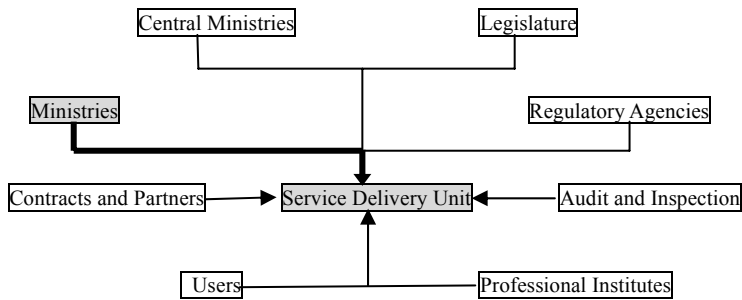 Central Ministries
Legislature
Ministries
Regulatory Agencies
Contracts and Partners
Service Delivery Unit
Audit and Inspection
Users
Professional Institutes